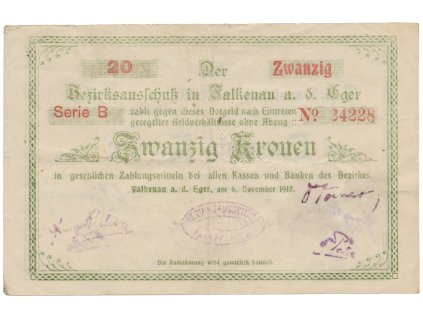 20 Der Zwanzig
Bezirksausschuß in Falkenau a. d. Eger
Serie B zahlt gegen dieses Notgeld nach Eintreten No 24228
geregelter Geldverhältnisse ohne Abzug
Zwanzig Kronen
in gesetzlichen Zahlungsmitteln bei allen Kassen und Banken des Bezirkes.
Falkenau a. d. Eger, am 6. November 1918.
Die Nachahmung wird gesetzlich bestraft.